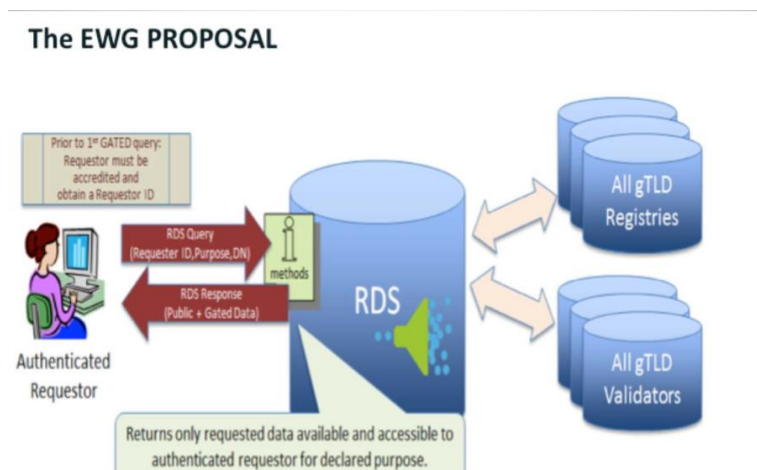 The EWG PROPOSAL
Prior to 1st GATED query:
Requestor must be
accredited and
obtain a Requestor ID
RDS Query
(Requester ID,Purpose,DN)
RDS Response
(Public + Gated Data)
i
methods
RDS
Authenticated
Requestor
All gTLD
Registries
All gTLD
Validators
Returns only requested data available and accessible to
authenticated requestor for declared purpose.